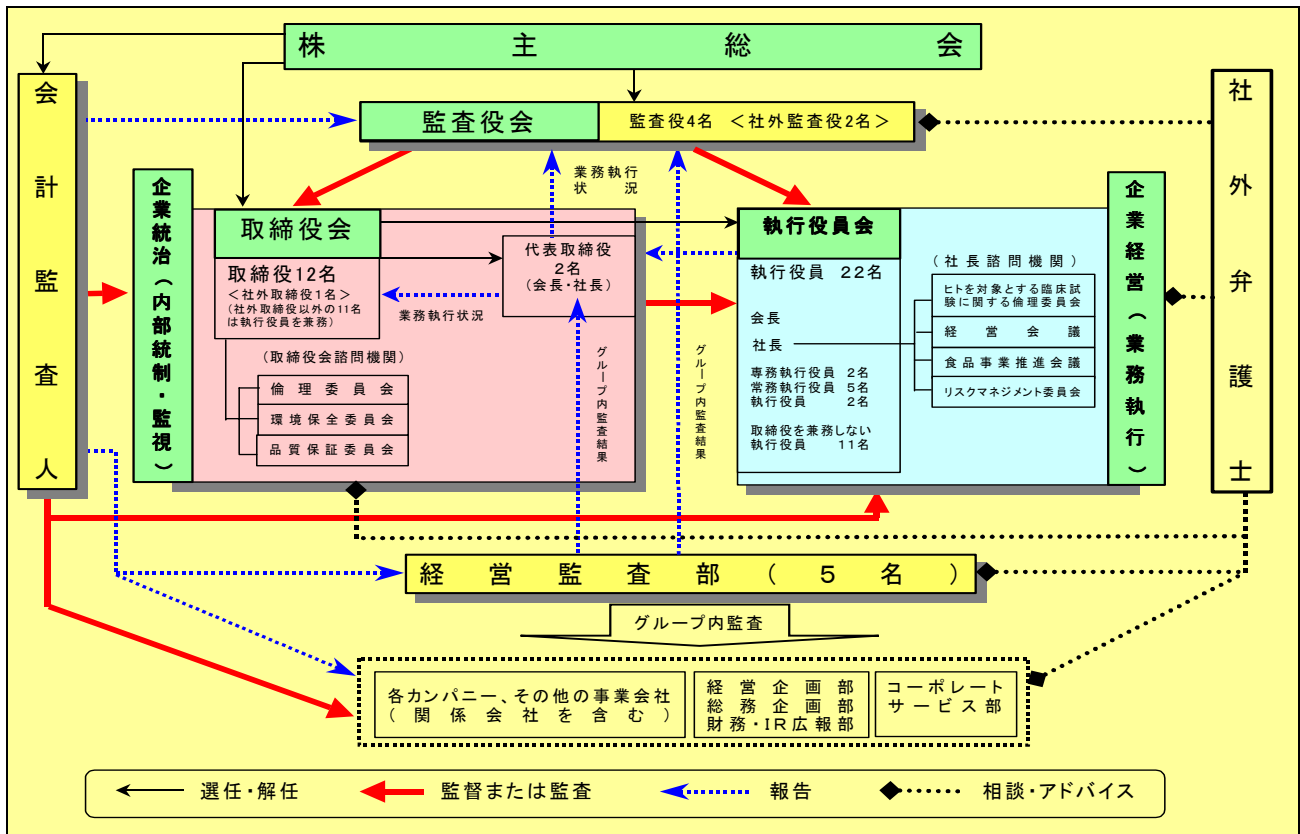 株主総会
会計監査人
監査役会
監査役4名 <社外監査役2名>
社外弁護士
業務執行
状況
企業統治(内部統制・監視)
取締役会
取締役12名
<社外取締役1名>
(社外取締役以外の11名
は執行役員を兼務)
代表取締役
2名
(会長・社長)
業務執行状況
(取締役会諮問機関)
倫理委員会
環境保全委員会
品質保証委員会
グループ内監査結果
グループ内監査結果
執行役員会
執行役員 22名
会長
社長
専務執行役員 2名
常務執行役員 5名
執行役員 2名
取締役を兼務しない
執行役員 11名
(社長諮問機関)
ヒトを対象とする臨床試
験に関する倫理委員会
経営会議
食品事業推進会議
リスクマネジメント委員会
企業経営(業務執行)
経営監査部(5名)
グループ内監査
各カンパニー、その他の事業会社
(関係会社を含む)
経営企画部
総務企画部
財務・IR広報部
コーポレート
サービス部
選任・解任
監督または監査
報告
相談・アドバイス